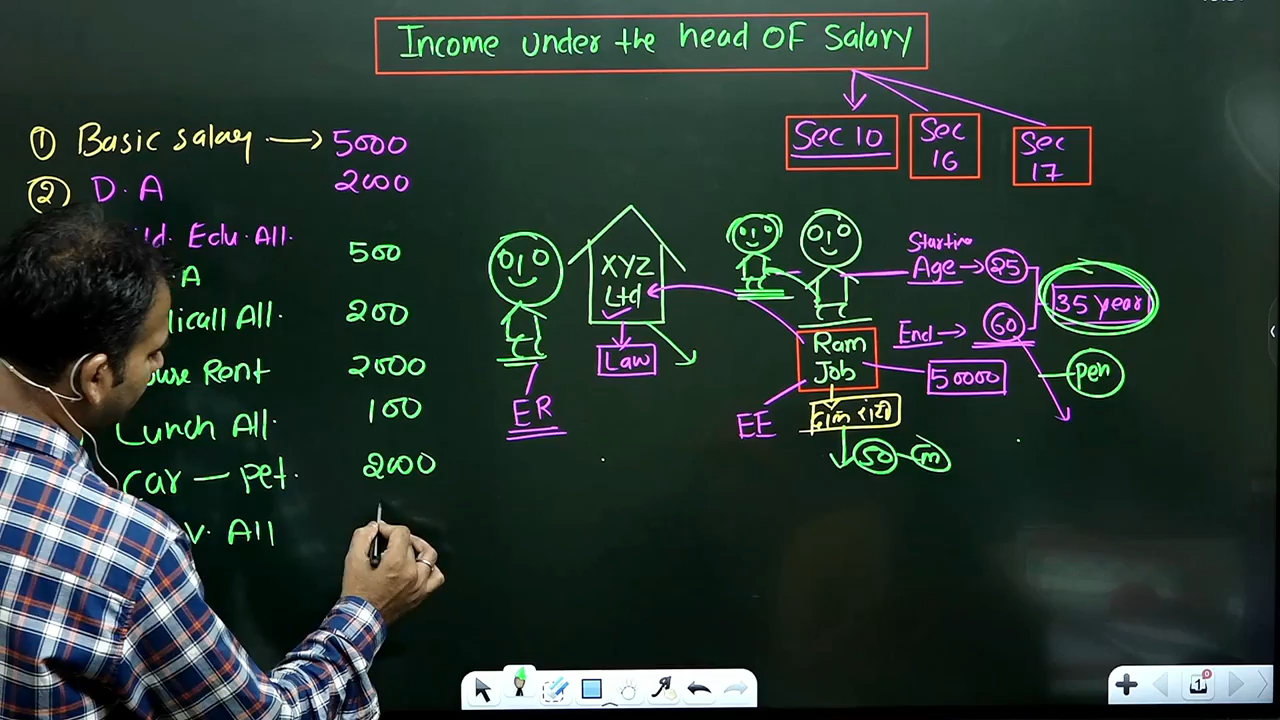 Income under the head OF salary
Sec 10
Sec
16
Sec
17
① Basic salary → 5000
② D.A 2000
Edu. All. 500
A
All. 200
Rent 2000
Lunch All. 100
Car — pet. 2000
V. All
XYZ
Ltd
Law
ER
Ram
Job
EE
50000
50 m
Starting
Age → 25
End → 60
35 year
pen
1